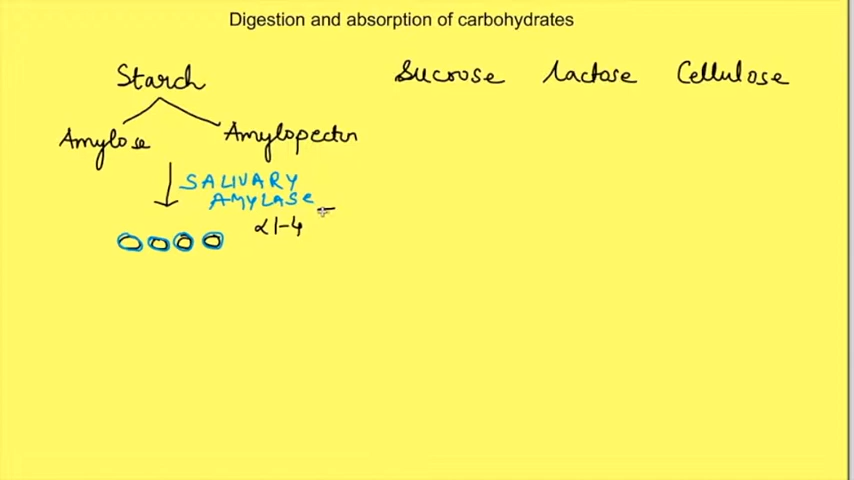 Digestion and absorption of carbohydrates
Starch
Sucrose Lactose Cellulose
Amylose Amylopectin
SALIVARY
AMYLASE
α1-4